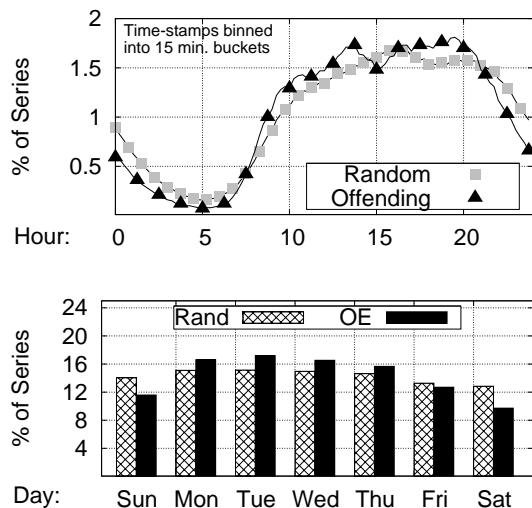 2
1.5
1
0.5
% of Series
Time-stamps binned
into 15 min. buckets
Random
Offending
Hour: 0 5 10 15 20
24
20
16
12
8
4
% of Series
Rand OE
Day: Sun Mon Tue Wed Thu Fri Sat